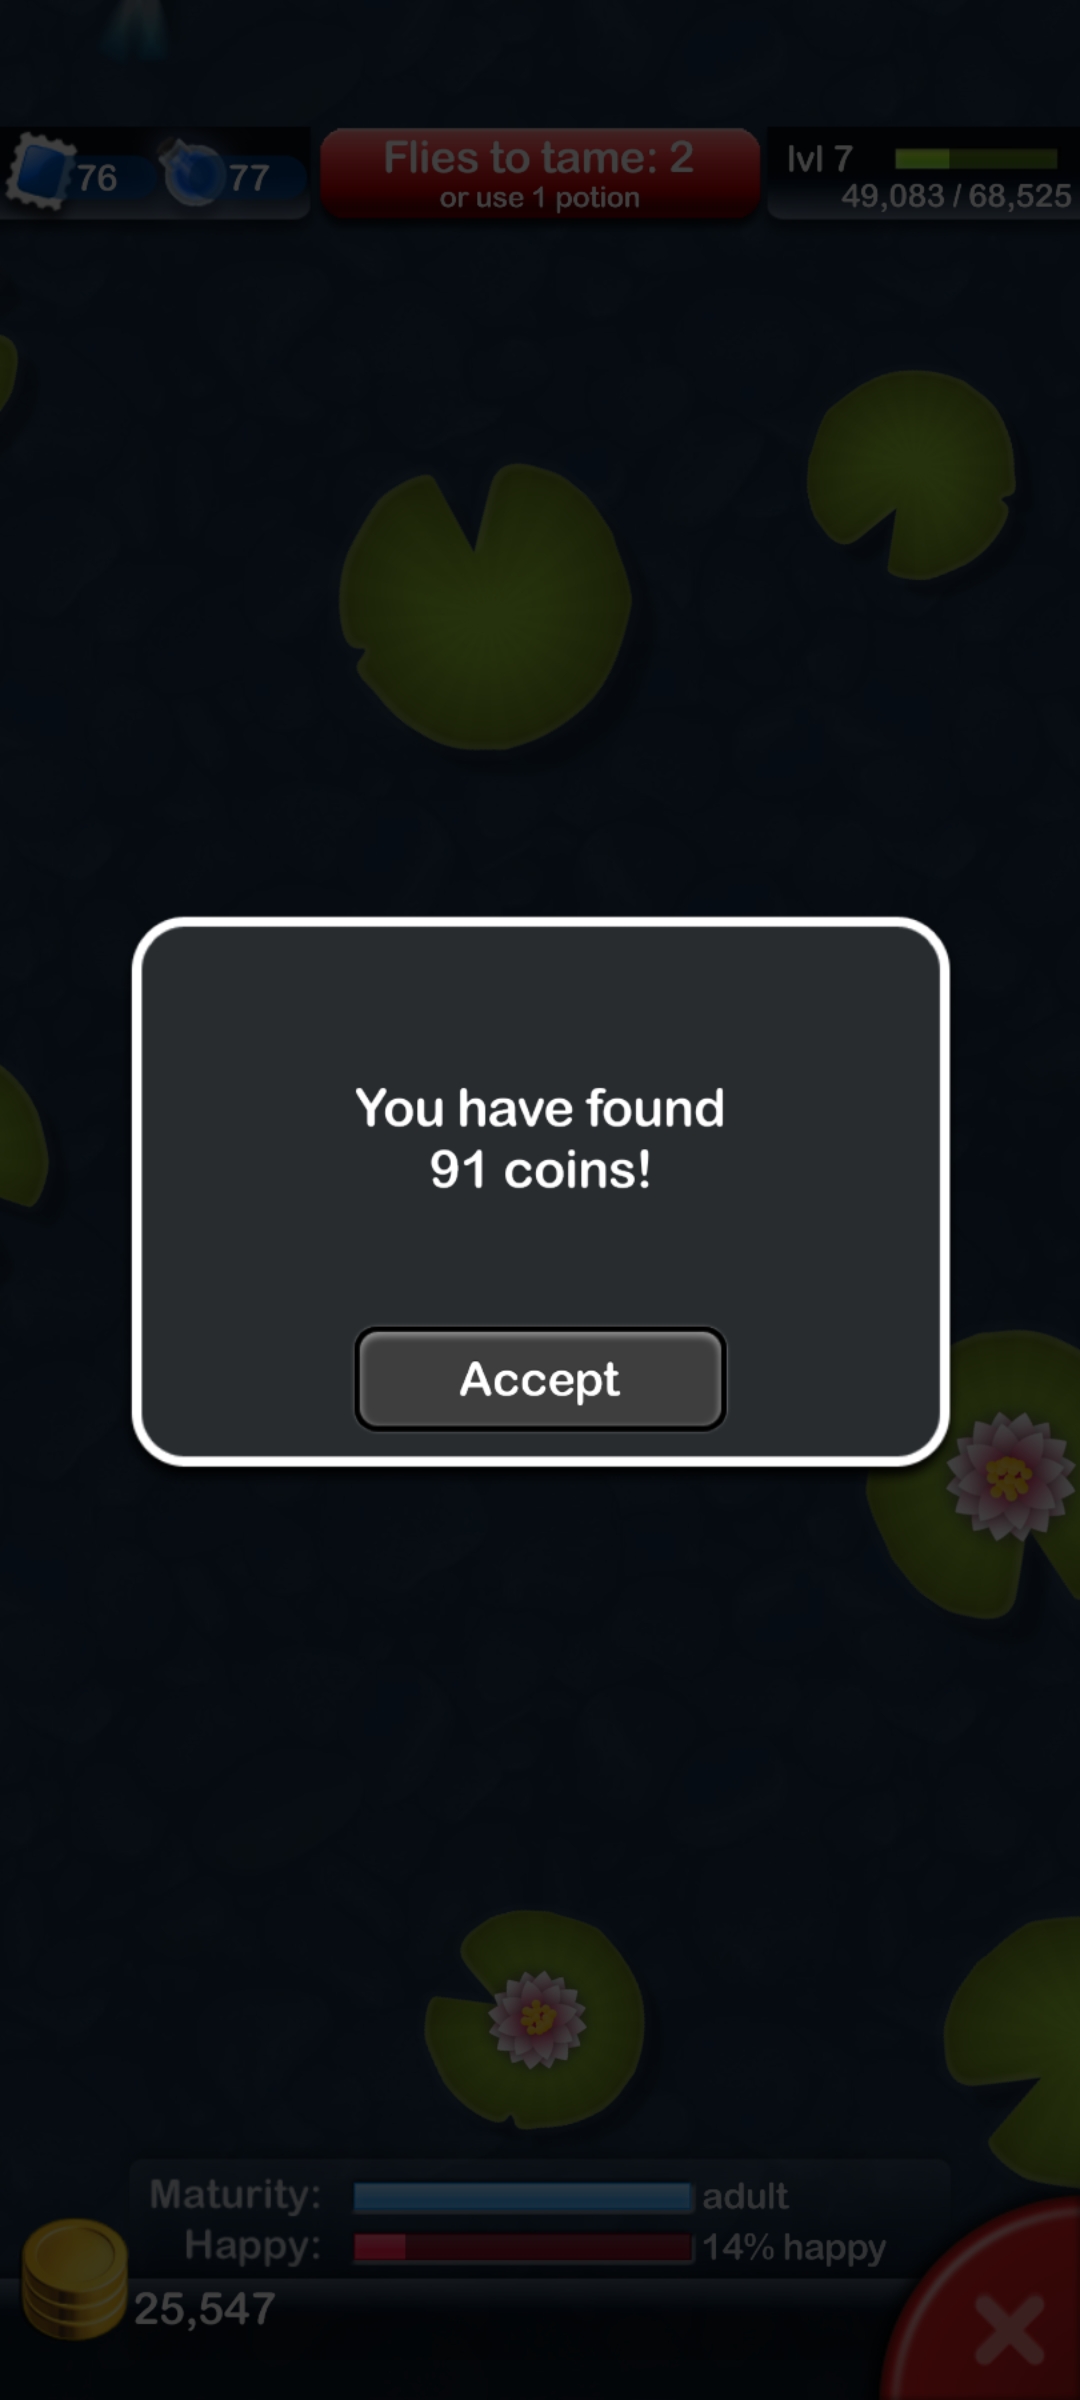 76
77
Flies to tame: 2
or use 1 potion
lvl 7
49,083 / 68,525
You have found
91 coins!
Accept
Maturity: adult
Happy: 14% happy
25,547